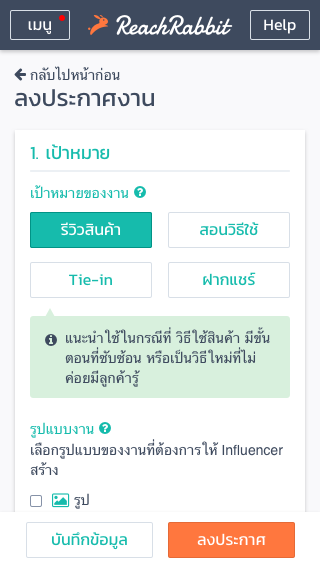 เมนู ReachRabbit Help
กลับไปหน้าก่อน
ลงประกาศงาน
1. เป้าหมาย
เป้าหมายของงาน
รีวิวสินค้า สอนวิธีใช้
Tie-in ฝากแชร์
แนะนำใช้ในกรณีที่ วิธีใช้สินค้า มีขั้น
ตอนที่ซับซ้อน หรือเป็นวิธีใหม่ที่ไม่
ค่อยมีลูกค้ารู้
รูปแบบงาน
เลือกรูปแบบของงานที่ต้องการให้ Influencer
สร้าง
รูป
บันทึกข้อมูล ลงประกาศ